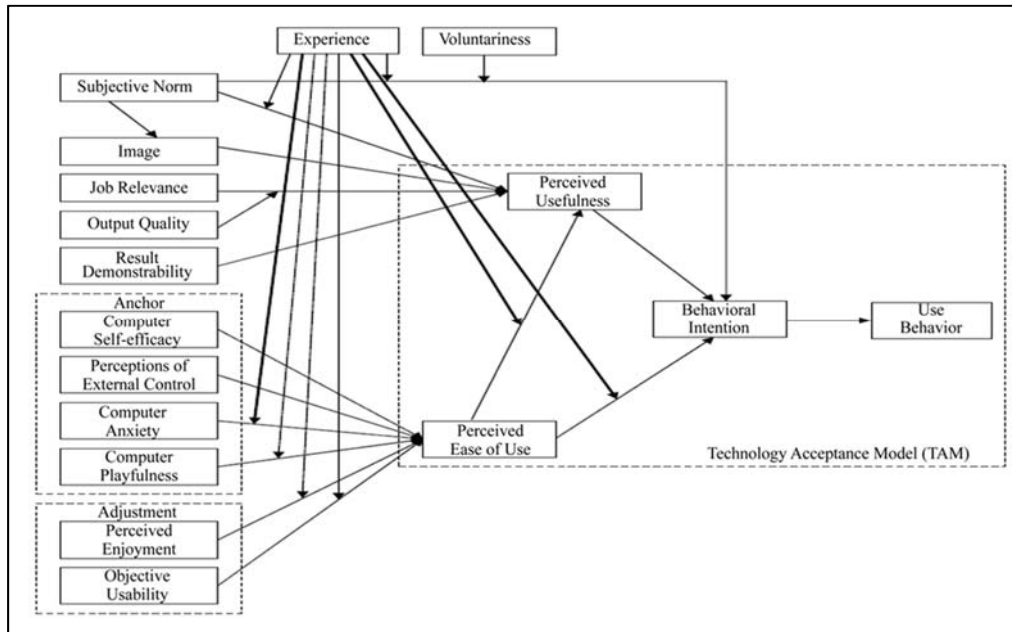 Experience
Voluntariness
Subjective Norm
Image
Job Relevance
Output Quality
Result
Demonstrability
Anchor
Computer
Self-efficacy
Perceptions of
External Control
Computer
Anxiety
Computer
Playfulness
Adjustment
Perceived
Enjoyment
Objective
Usability
Perceived
Usefulness
Perceived
Ease of Use
Behavioral
Intention
Use
Behavior
Technology Acceptance Model (TAM)